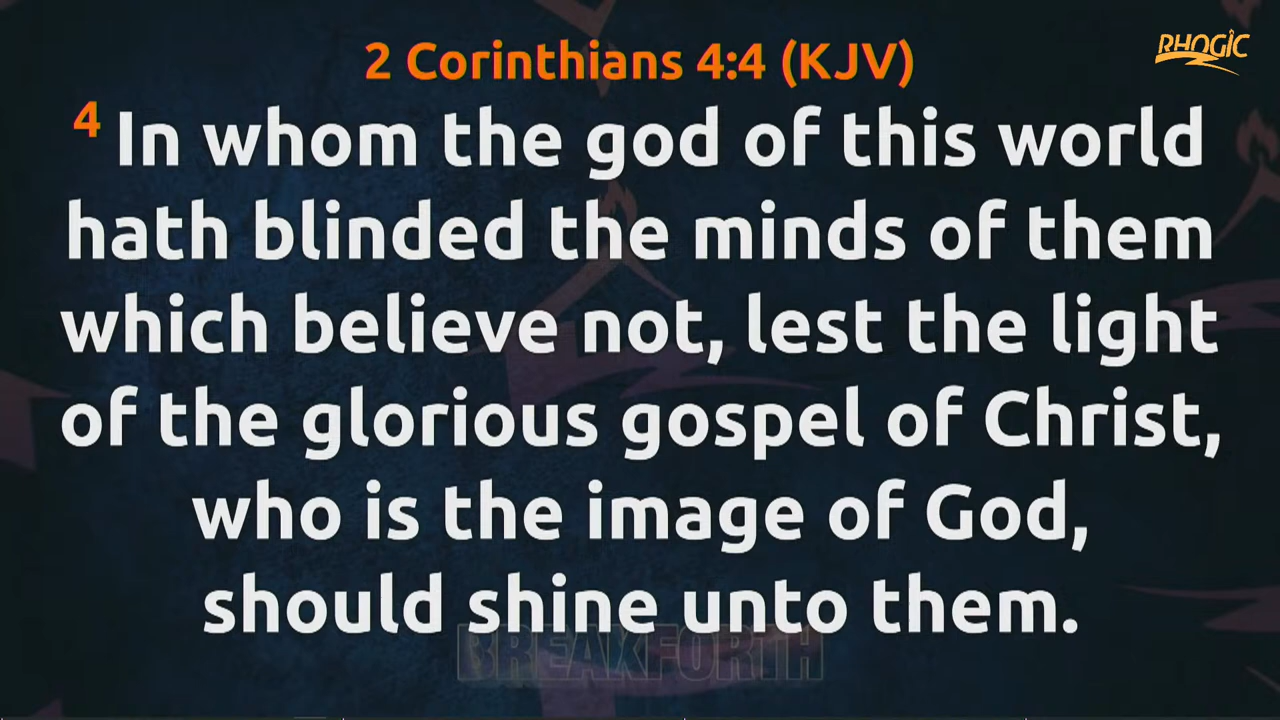 2 Corinthians 4:4 (KJV)
RHOGIC
4 In whom the god of this world
hath blinded the minds of them
which believe not, lest the light
of the glorious gospel of Christ,
who is the image of God,
should shine unto them.
BREAKFORTH